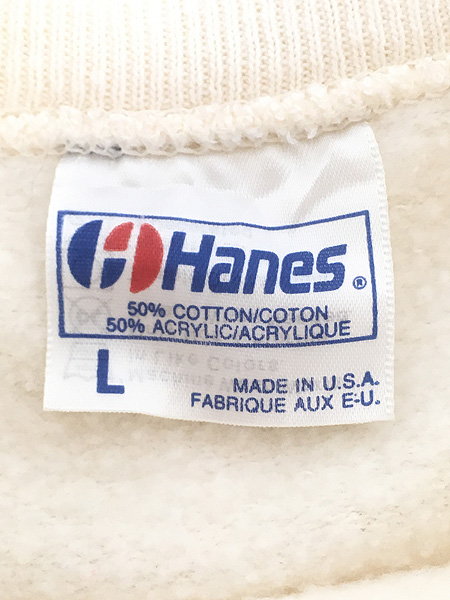 Hanes®
50% COTTON/COTON
50% ACRYLIC/ACRYLIQUE
L
MADE IN U.S.A.
FABRIQUE AUX E-U.